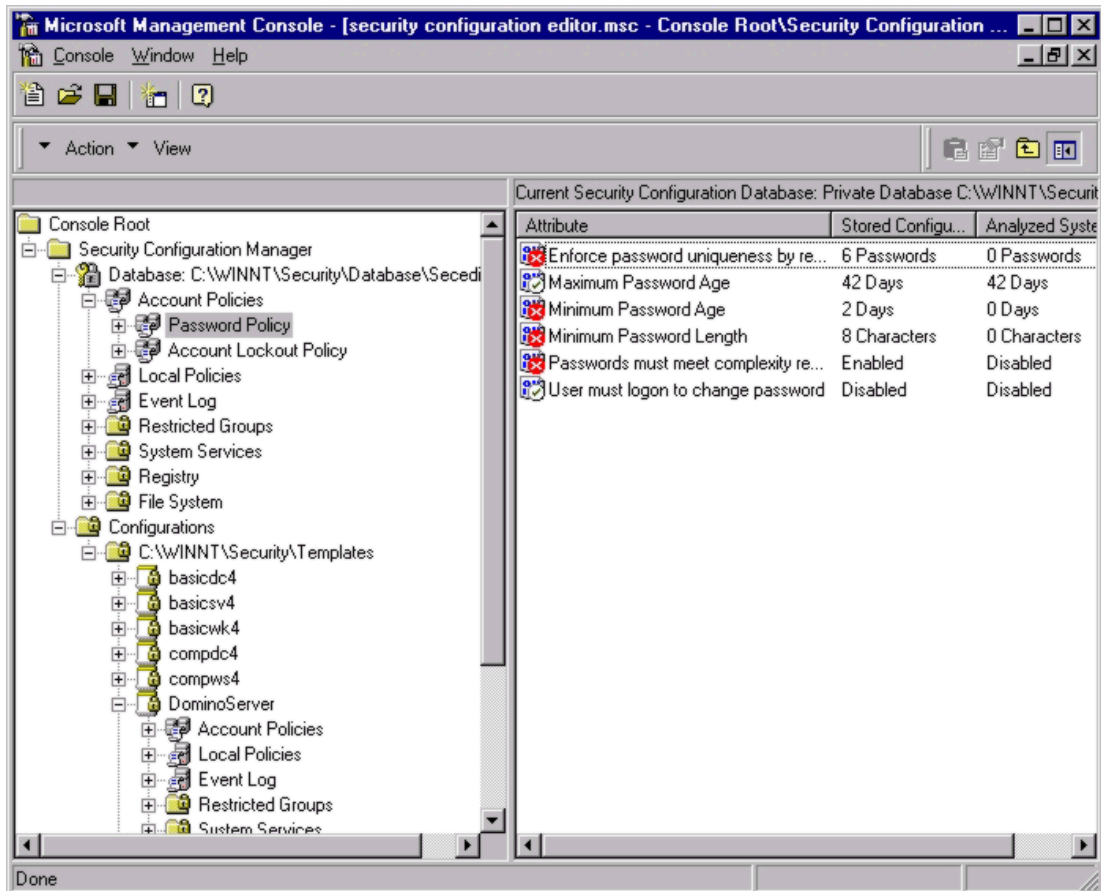 Microsoft Management Console - [security configuration editor.msc - Console Root\Security Configuration ...
Console Window Help
Action View
Current Security Configuration Database: Private Database C:\WINNT\Securit
Console Root
Security Configuration Manager
Database: C:\WINNT\Security\Database\Secedi
Account Policies
Password Policy
Account Lockout Policy
Local Policies
Event Log
Restricted Groups
System Services
Registry
File System
Configurations
C:\WINNT\Security\Templates
basicdc4
basicsv4
basicwk4
compdc4
compws4
DominoServer
Account Policies
Local Policies
Event Log
Restricted Groups
System Services
Attribute Stored Configu... Analyzed Syste
Enforce password uniqueness by re... 6 Passwords 0 Passwords
Maximum Password Age 42 Days 42 Days
Minimum Password Age 2 Days 0 Days
Minimum Password Length 8 Characters 0 Characters
Passwords must meet complexity re... Enabled Disabled
User must logon to change password Disabled Disabled
Done